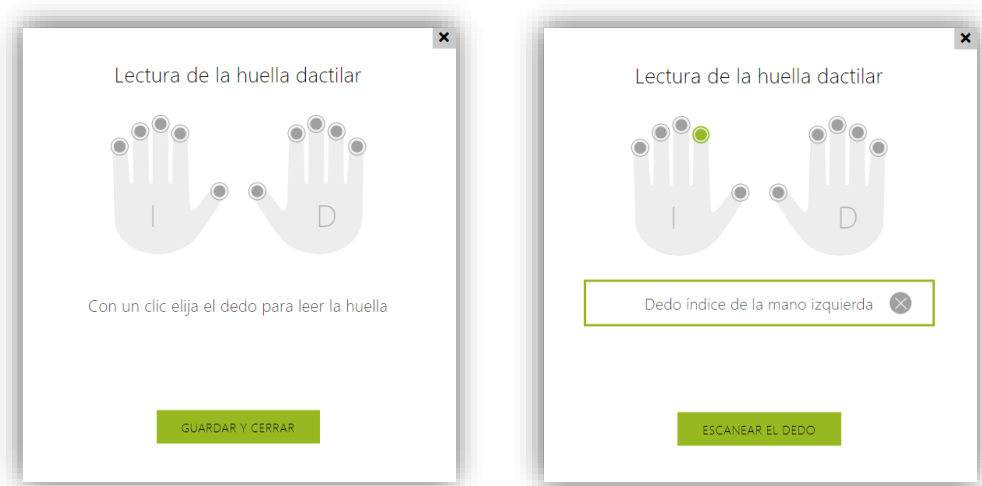 Lectura de la huella dactilar
I
D
Con un clic elija el dedo para leer la huella
GUARDAR Y CERRAR
Lectura de la huella dactilar
I
D
Dedo índice de la mano izquierda
ESCANEAR EL DEDO